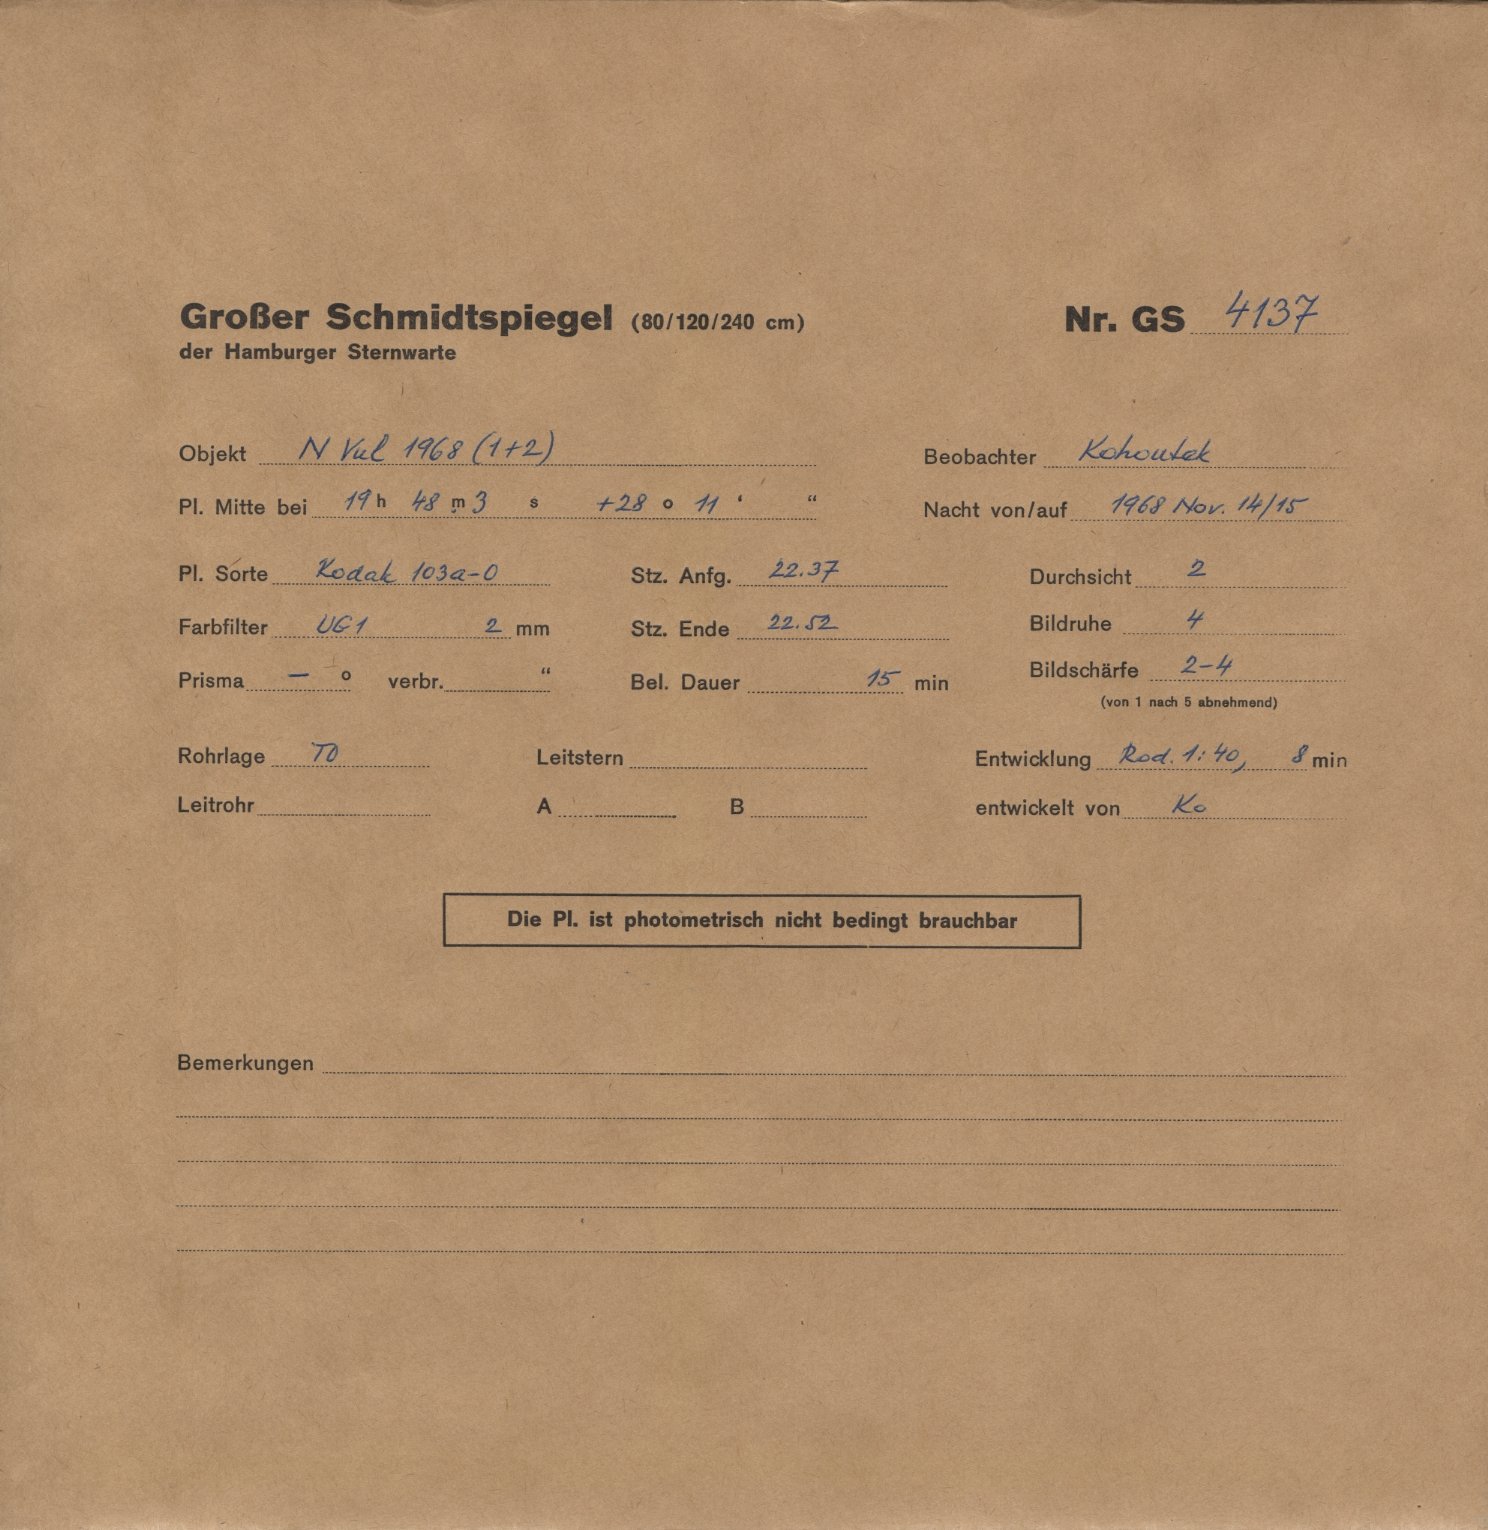 Großer Schmidtspiegel (80/120/240 cm) Nr. GS 4137
der Hamburger Sternwarte
Objekt N Vul 1968 (1+2) Beobachter Kohoutek
Pl. Mitte bei 19 h 48 m 3 s +28 o 11 ‘ “ Nacht von/auf 1968 Nov. 14/15
Pl. Sorte Kodak 103a-O Stz. Anfg. 22.37 Durchsicht 2
Farbfilter UG1 2 mm Stz. Ende 22.52 Bildruhe 4
Prisma — o verbr. “ Bel. Dauer 15 min Bildschärfe 2-4
(von 1 nach 5 abnehmend)
Rohrlage TO Leitstern Entwicklung Rod. 1:40, 8 min
Leitrohr A B entwickelt von Ko
Die Pl. ist photometrisch nicht bedingt brauchbar
Bemerkungen